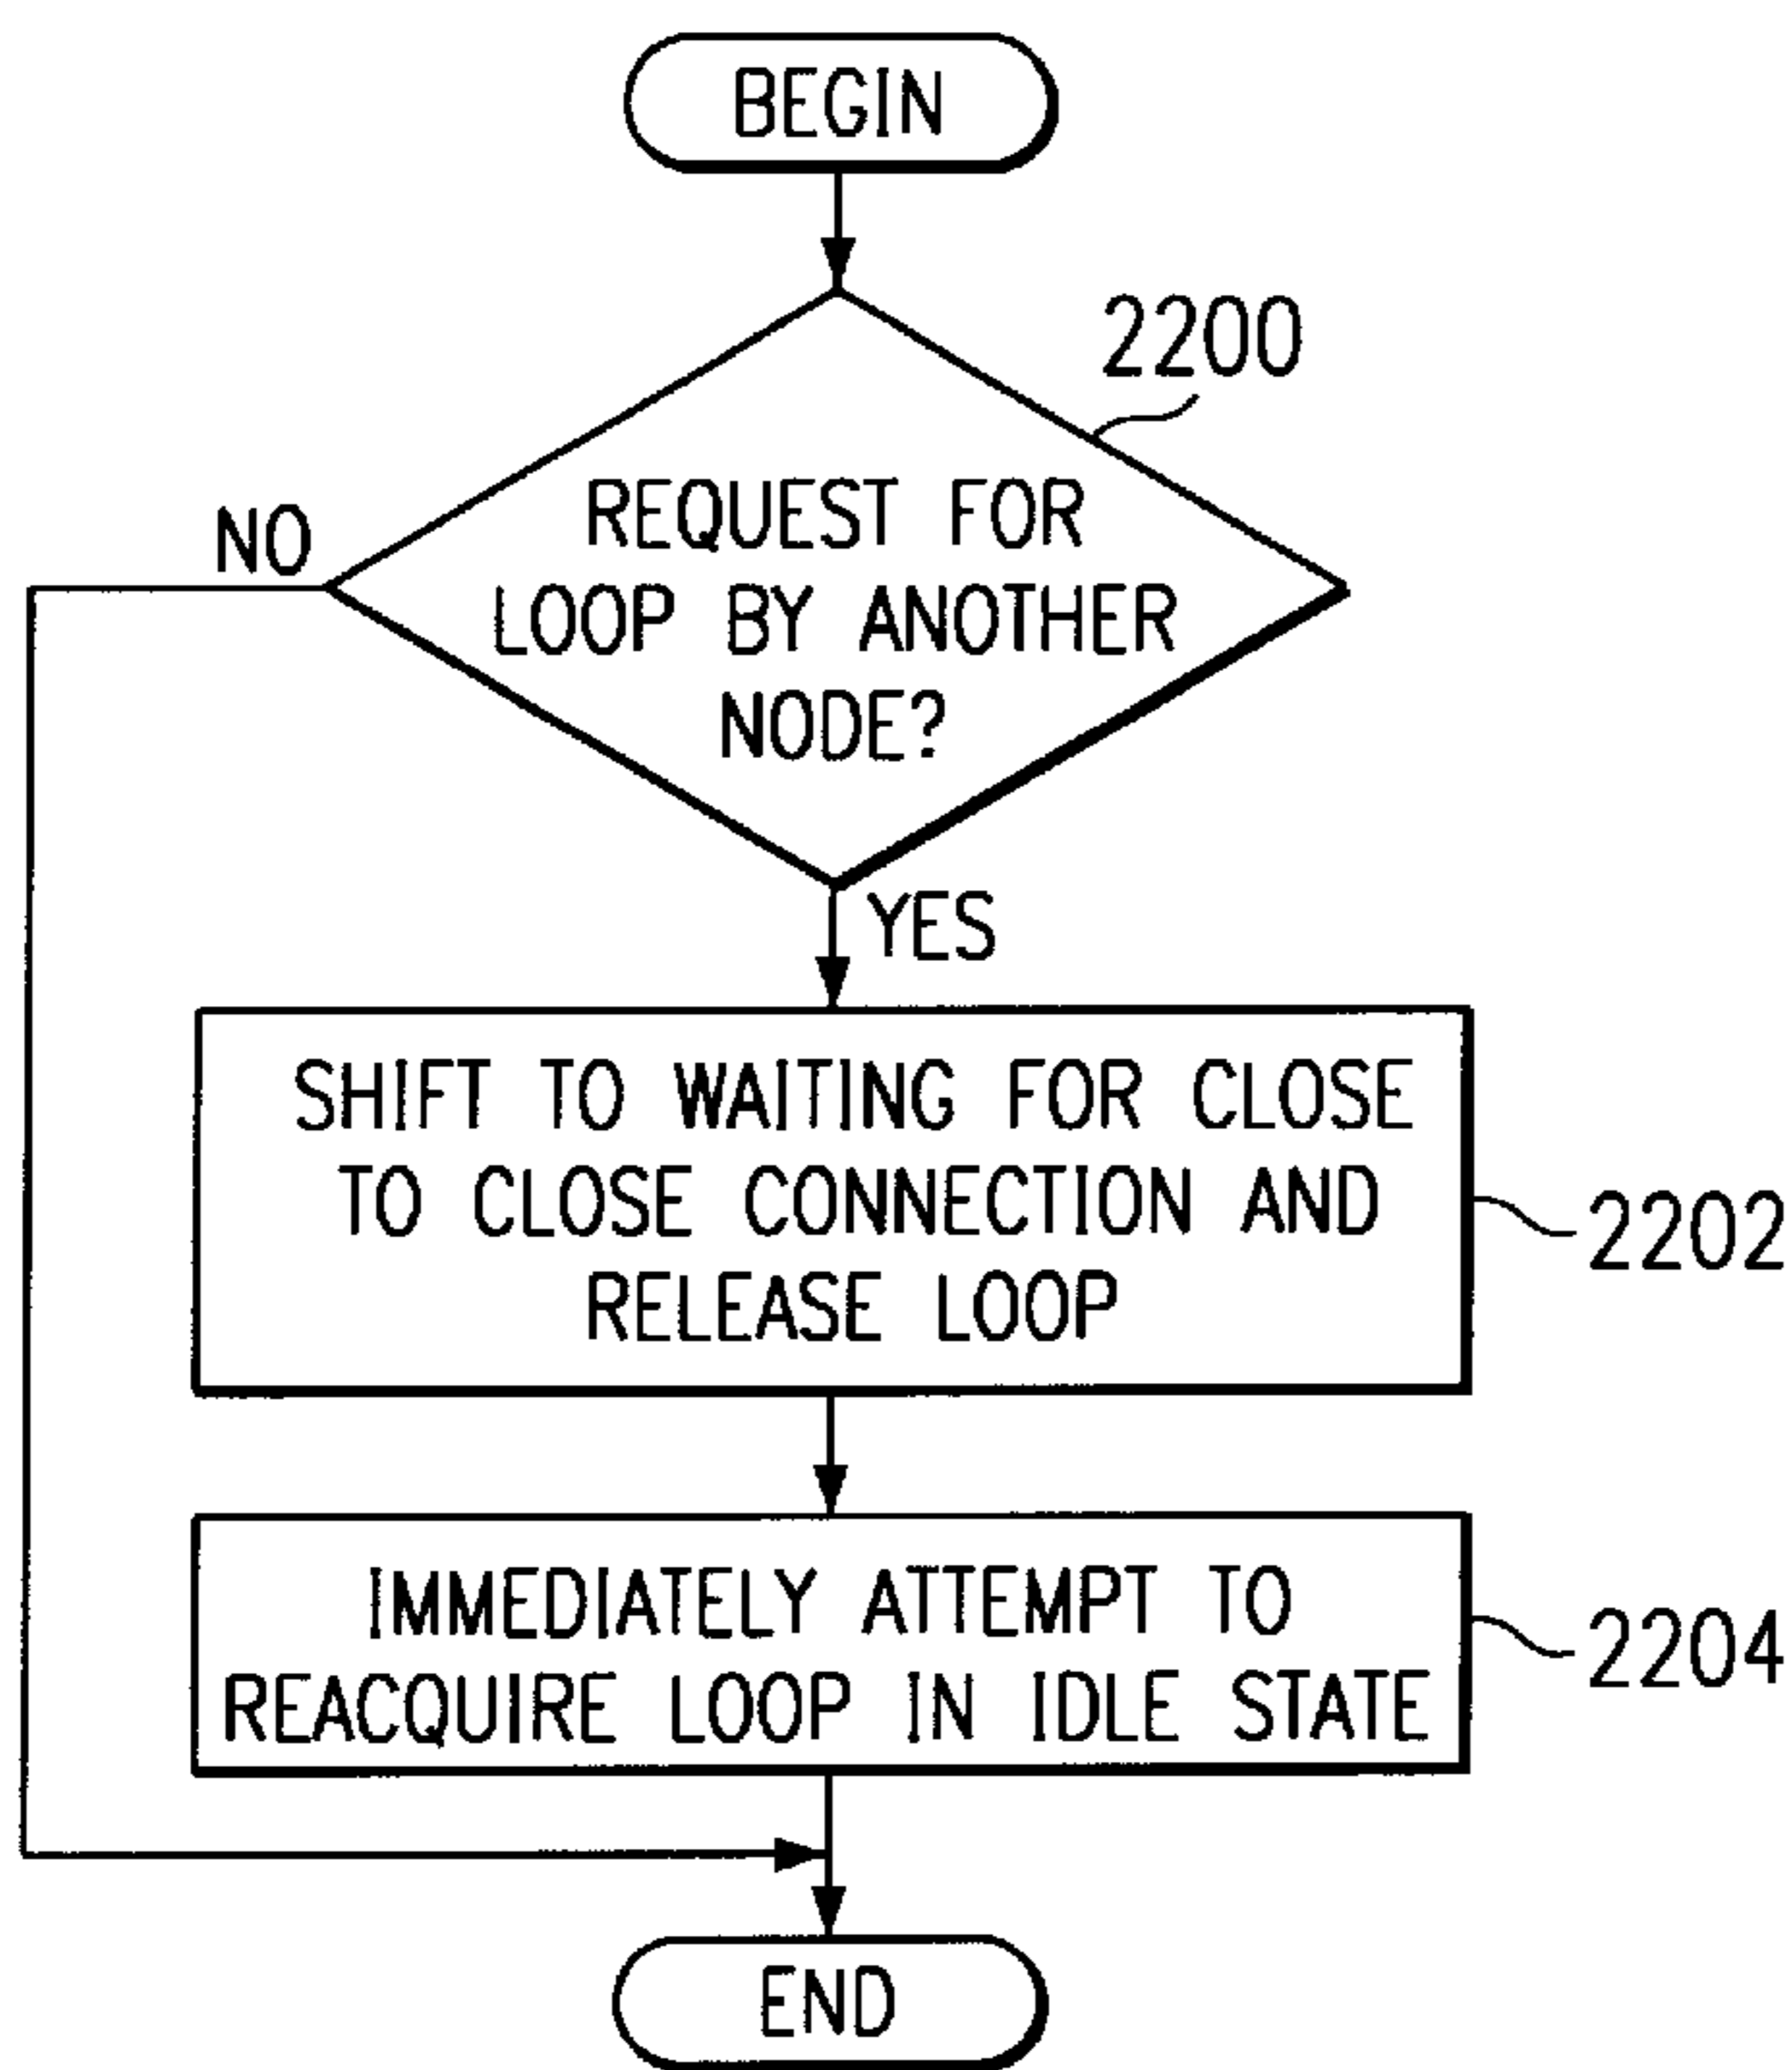 BEGIN
2200
REQUEST FOR
LOOP BY ANOTHER
NODE?
NO
YES
SHIFT TO WAITING FOR CLOSE
TO CLOSE CONNECTION AND
RELEASE LOOP
2202
IMMEDIATELY ATTEMPT TO
REACQUIRE LOOP IN IDLE STATE
2204
END